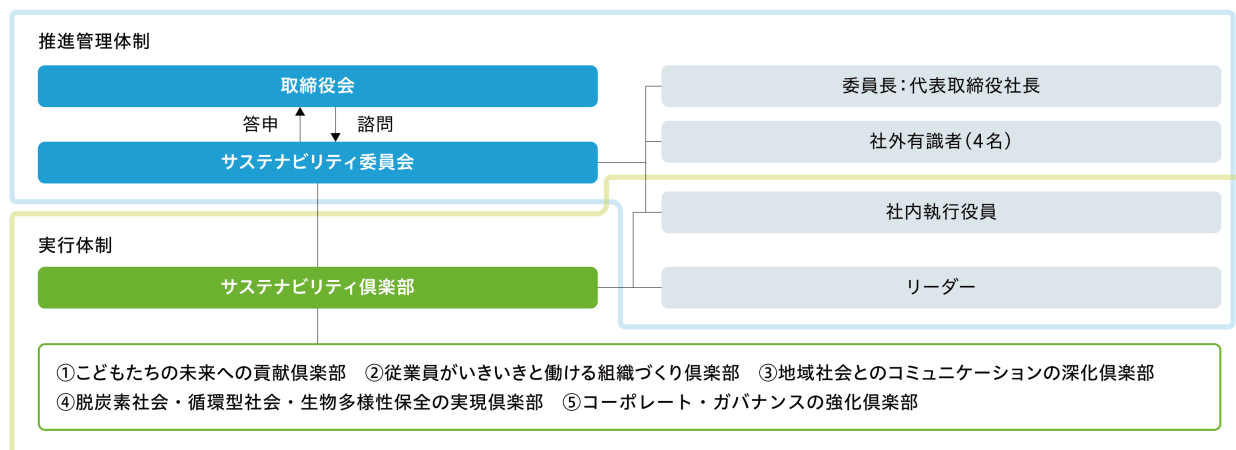 推進管理体制
取締役会
答申
諮問
サステナビリティ委員会
委員長：代表取締役社長
社外有識者（4名）
社内執行役員
実行体制
サステナビリティ倶楽部
リーダー
①こどもたちの未来への貢献倶楽部　②従業員がいきいきと働ける組織づくり倶楽部　③地域社会とのコミュニケーションの深化倶楽部
④脱炭素社会・循環型社会・生物多様性保全の実現倶楽部　⑤コーポレート・ガバナンスの強化倶楽部